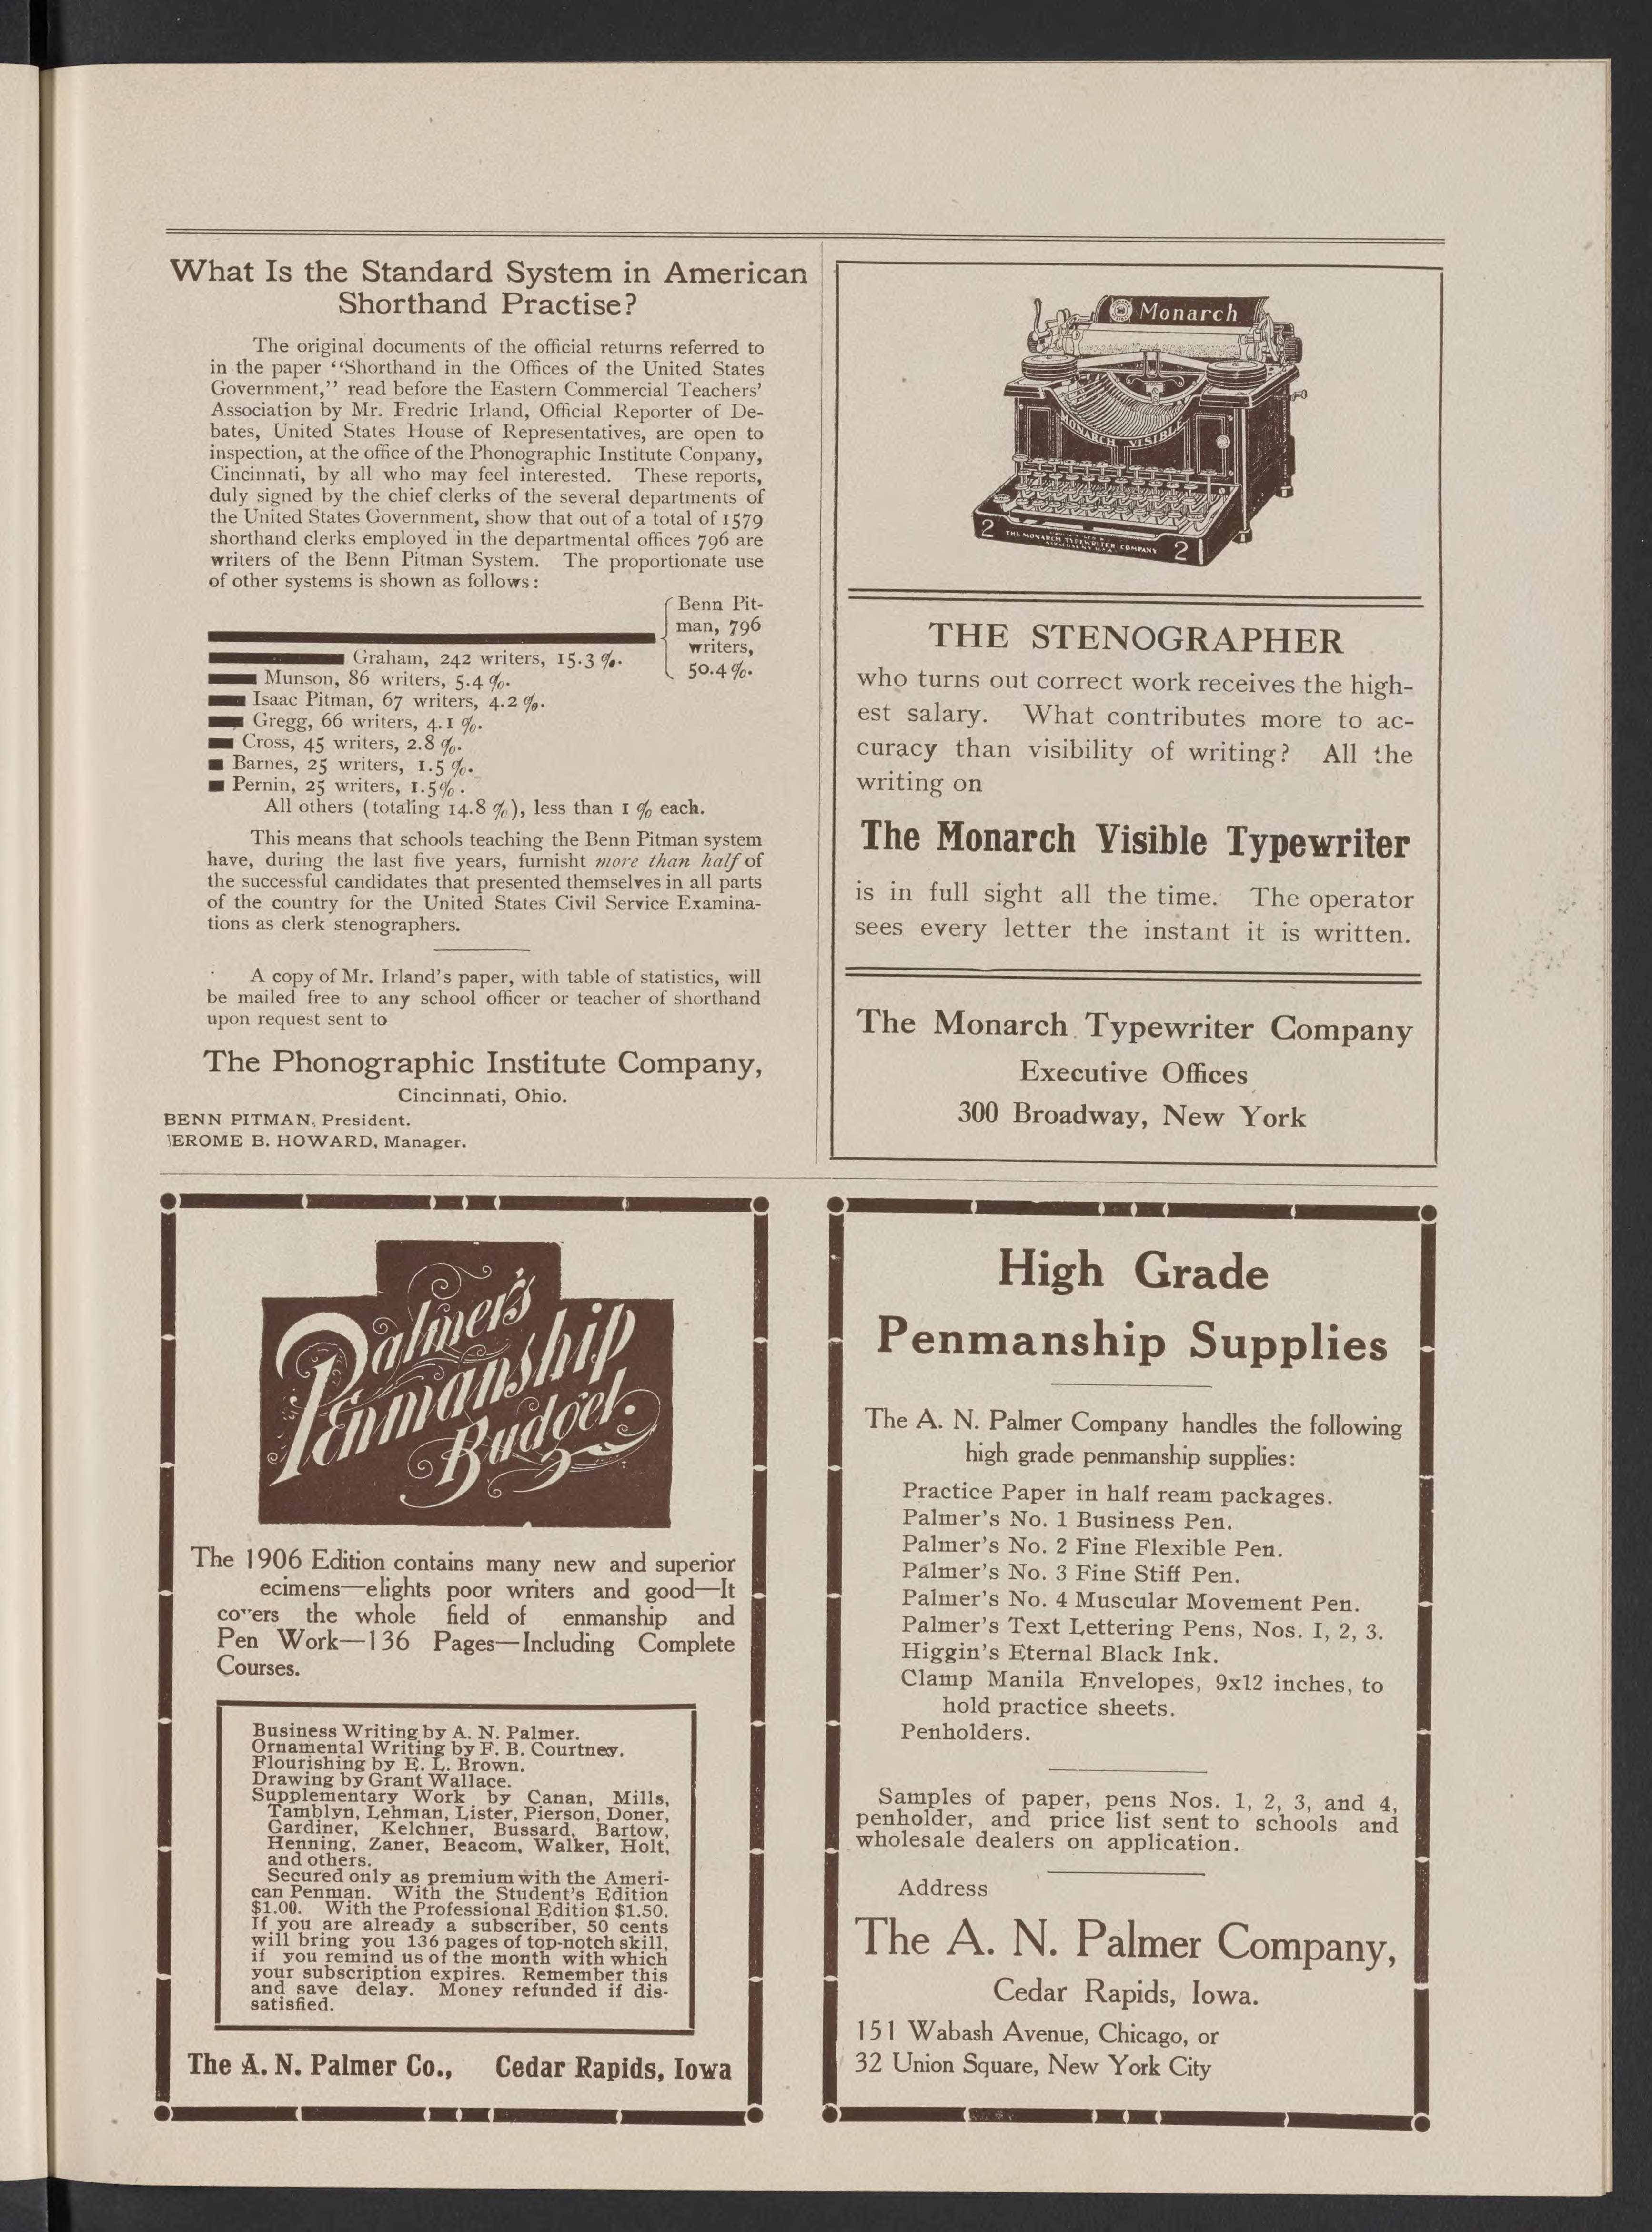 What Is the Standard System in American
Shorthand Practise?
The original documents of the official returns referred to
in the paper "Shorthand in the Offices of the United States
Government," read before the Eastern Commercial Teachers'
Association by Mr. Fredric Irland, Official Reporter of De-
bates, United States House of Representatives, are open to
inspection, at the office of the Phonographic Institute Conpany,
Cincinnati, by all who may feel interested. These reports,
duly signed by the chief clerks of the several departments of
the United States Government, show that out of a total of 1579
shorthand clerks employed in the departmental offices 796 are
writers of the Benn Pitman System. The proportionate use
of other systems is shown as follows:
Benn Pit-
man, 796
writers,
50.4%.
Graham, 242 writers, 15.3%.
Munson, 86 writers, 5.4%.
Isaac Pitman, 67 writers, 4.2%.
Gregg, 66 writers, 4.1%.
Cross, 45 writers, 2.8%.
Barnes, 25 writers, 1.5%.
Pernin, 25 writers, 1.5%.
All others (totaling 14.8%), less than 1% each.
This means that schools teaching the Benn Pitman system
have, during the last five years, furnisht more than half of
the successful candidates that presented themselves in all parts
of the country for the United States Civil Service Examina-
tions as clerk stenographers.
A copy of Mr. Irland's paper, with table of statistics, will
be mailed free to any school officer or teacher of shorthand
upon request sent to
The Phonographic Institute Company,
Cincinnati, Ohio.
BENN PITMAN, President.
JEROME B. HOWARD, Manager.
Monarch
MONARCH VISIBLE
2 THE MONARCH TYPEWRITER COMPANY 2
THE STENOGRAPHER
who turns out correct work receives the high-
est salary. What contributes more to ac-
curacy than visibility of writing? All the
writing on
The Monarch Visible Typewriter
is in full sight all the time. The operator
sees every letter the instant it is written.
The Monarch Typewriter Company
Executive Offices
300 Broadway, New York
Palmer's
Penmanship
Budget.
The 1906 Edition contains many new and superior
ecimens—elights poor writers and good—It
covers the whole field of enmanship and
Pen Work—136 Pages—Including Complete
Courses.
Business Writing by A. N. Palmer.
Ornamental Writing by F. B. Courtney.
Flourishing by E. L. Brown.
Drawing by Grant Wallace.
Supplementary Work by Canan, Mills,
Tamblyn, Lehman, Lister, Pierson, Doner,
Gardiner, Kelchner, Bussard, Bartow,
Henning, Zaner, Beacom, Walker, Holt,
and others.
Secured only as premium with the Ameri-
can Penman. With the Student's Edition
$1.00. With the Professional Edition $1.50.
If you are already a subscriber, 50 cents
will bring you 136 pages of top-notch skill,
if you remind us of the month with which
your subscription expires. Remember this
and save delay. Money refunded if dis-
satisfied.
The A. N. Palmer Co., Cedar Rapids, Iowa
High Grade
Penmanship Supplies
The A. N. Palmer Company handles the following
high grade penmanship supplies:
Practice Paper in half ream packages.
Palmer's No. 1 Business Pen.
Palmer's No. 2 Fine Flexible Pen.
Palmer's No. 3 Fine Stiff Pen.
Palmer's No. 4 Muscular Movement Pen.
Palmer's Text Lettering Pens, Nos. 1, 2, 3.
Higgin's Eternal Black Ink.
Clamp Manila Envelopes, 9x12 inches, to
hold practice sheets.
Penholders.
Samples of paper, pens Nos. 1, 2, 3, and 4,
penholder, and price list sent to schools and
wholesale dealers on application.
Address
The A. N. Palmer Company,
Cedar Rapids, Iowa.
151 Wabash Avenue, Chicago, or
32 Union Square, New York City